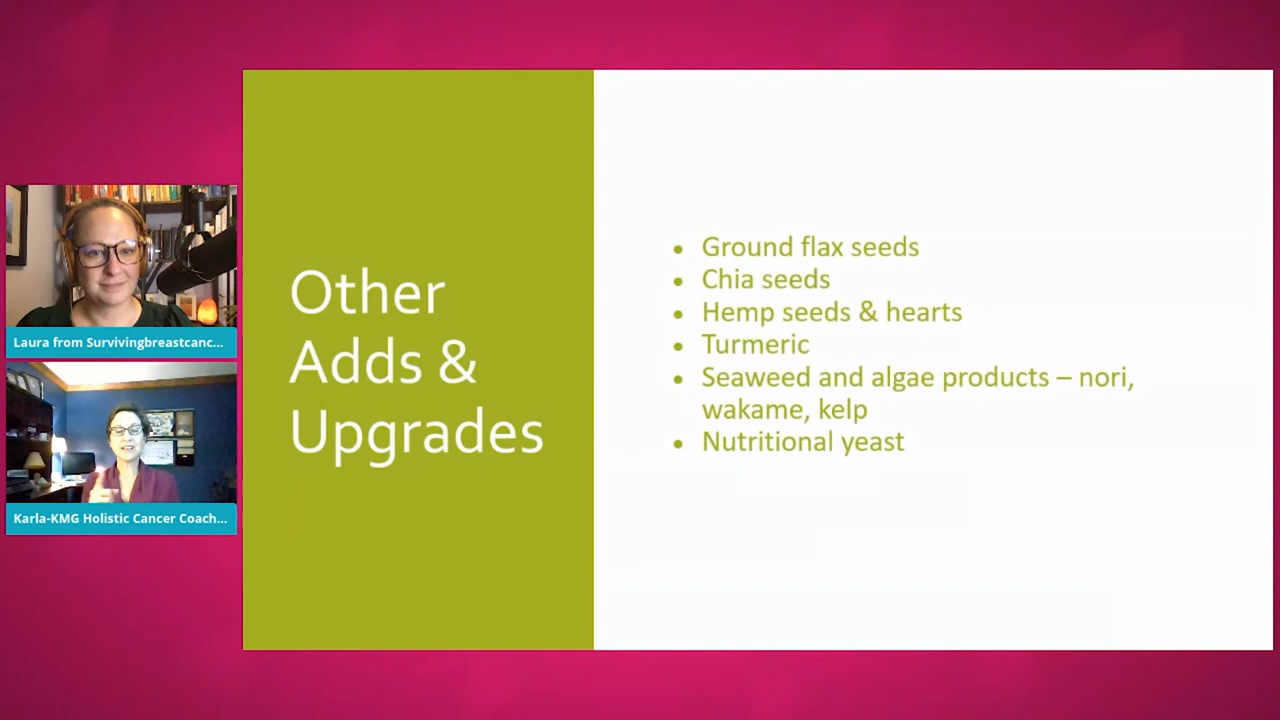 Other
Adds &
Upgrades
• Ground flax seeds
• Chia seeds
• Hemp seeds & hearts
• Turmeric
• Seaweed and algae products – nori,
wakame, kelp
• Nutritional yeast
Laura from Survivingbreastcanc...
Karla-KMG Holistic Cancer Coach...